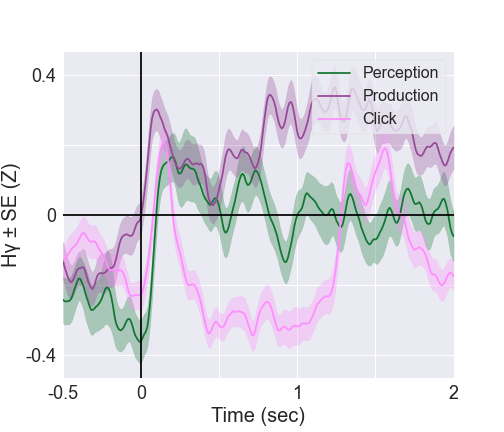 Perception
Production
Click
0.4
0
-0.4
Hγ ± SE (Z)
-0.5
0
1
2
Time (sec)